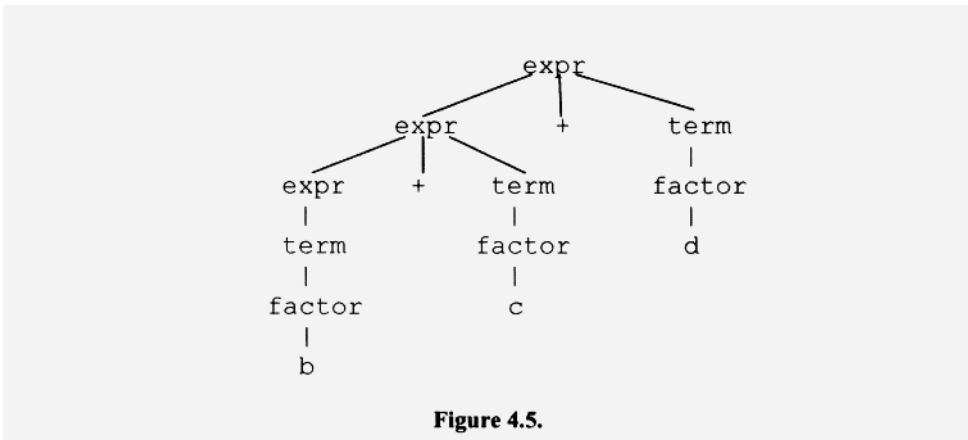 expr
expr + term
expr + term factor
term factor d
factor c
b
Figure 4.5.